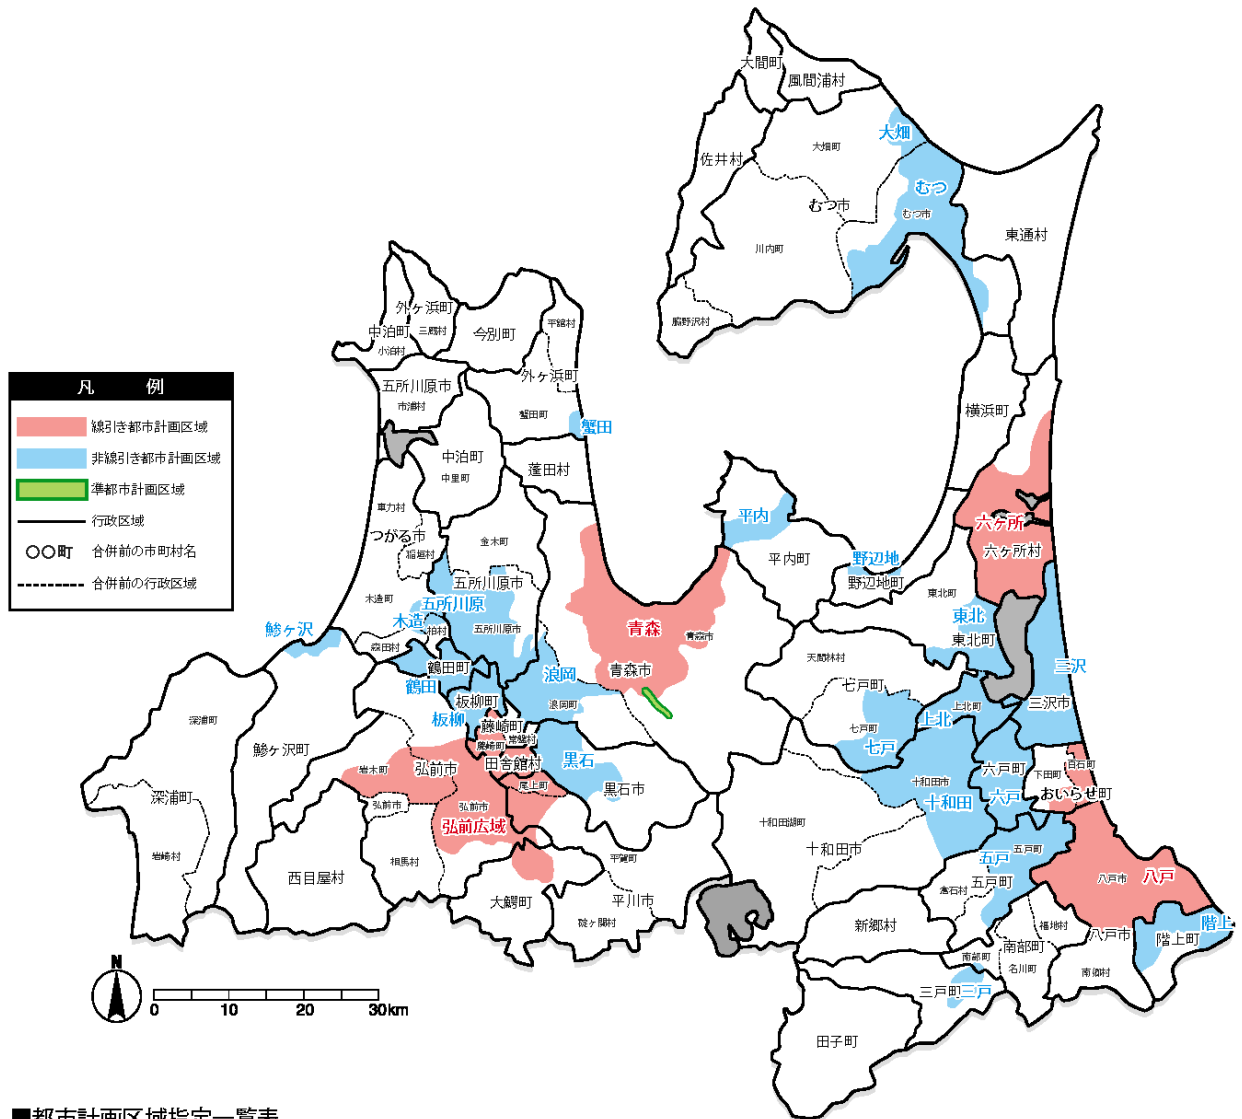 大間町
風間浦村
大畑
大畑町
佐井村
むつ
むつ市
むつ市
東通村
川内町
脇野沢村
外ヶ浜町
三厩村
中泊町
小泊村
今別町
平舘村
外ヶ浜町
五所川原市
市浦村
蟹田町
蟹田
横浜町
凡 例
線引き都市計画区域
非線引き都市計画区域
準都市計画区域
行政区域
○○町 合併前の市町村名
合併前の行政区域
中泊町
中里町
蓬田村
車力村
つがる市
稲垣村
金木町
平内
平内町
野辺地
野辺地町
六ヶ所
六ヶ所村
五所川原市
五所川原
五所川原市
木造町
木造
柏村
森田村
鰺ヶ沢
東北町
東北
東北町
青森
青森市
青森市
鶴田町
鶴田
浪岡
浪岡町
板柳町
板柳
天間林村
七戸町
七戸町
七戸
上北町
上北
三沢
三沢市
深浦町
鰺ヶ沢町
深浦町
岩崎村
藤崎町
藤崎町
常盤村
田舎館村
尾上町
黒石
黒石市
岩木町
弘前市
弘前市
弘前市
弘前広域
相馬村
西目屋村
大鰐町
平賀町
平川市
碇ヶ関村
六戸町
六戸
下田町
百石町
おいらせ町
十和田市
十和田
十和田湖町
十和田市
五戸
五戸町
五戸町
倉石村
八戸市
八戸
八戸市
階上
階上町
新郷村
福地村
南部町
南部町
名川町
南郷村
三戸町
三戸
田子町
N
0 10 20 30km
■都市計画区域指定一覧表